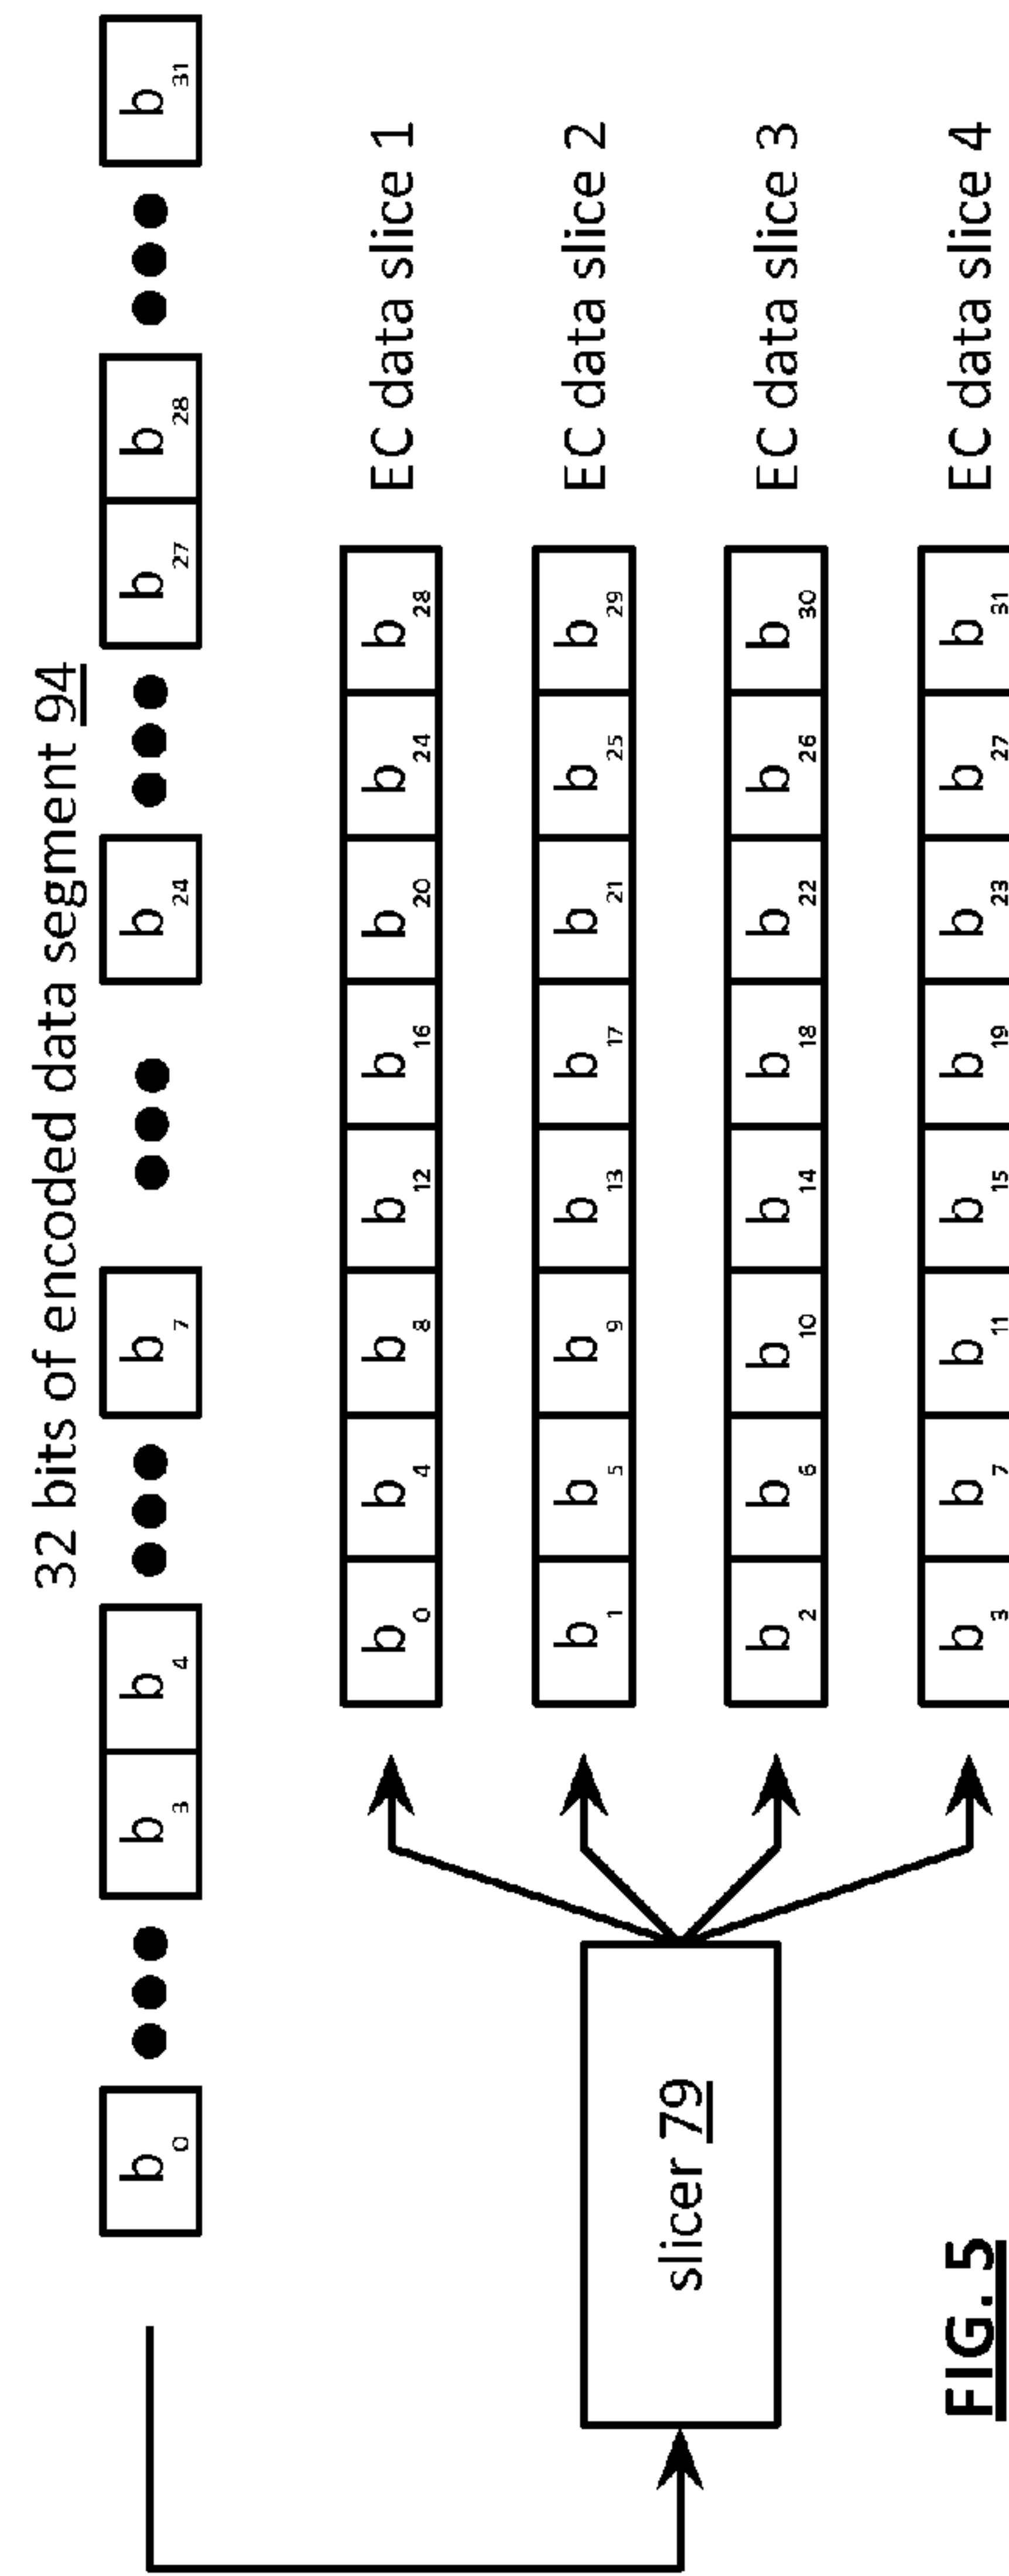 32 bits of encoded data segment 94
b0 ●●● b3 b4 ●●● b7 ●●● b24 ●●● b27 b28 ●●● b31
b0 b4 b8 b12 b16 b20 b24 b28 EC data slice 1
b1 b5 b9 b13 b17 b21 b25 b29 EC data slice 2
slicer 79
b2 b6 b10 b14 b18 b22 b26 b30 EC data slice 3
b3 b7 b11 b15 b19 b23 b27 b31 EC data slice 4
FIG. 5